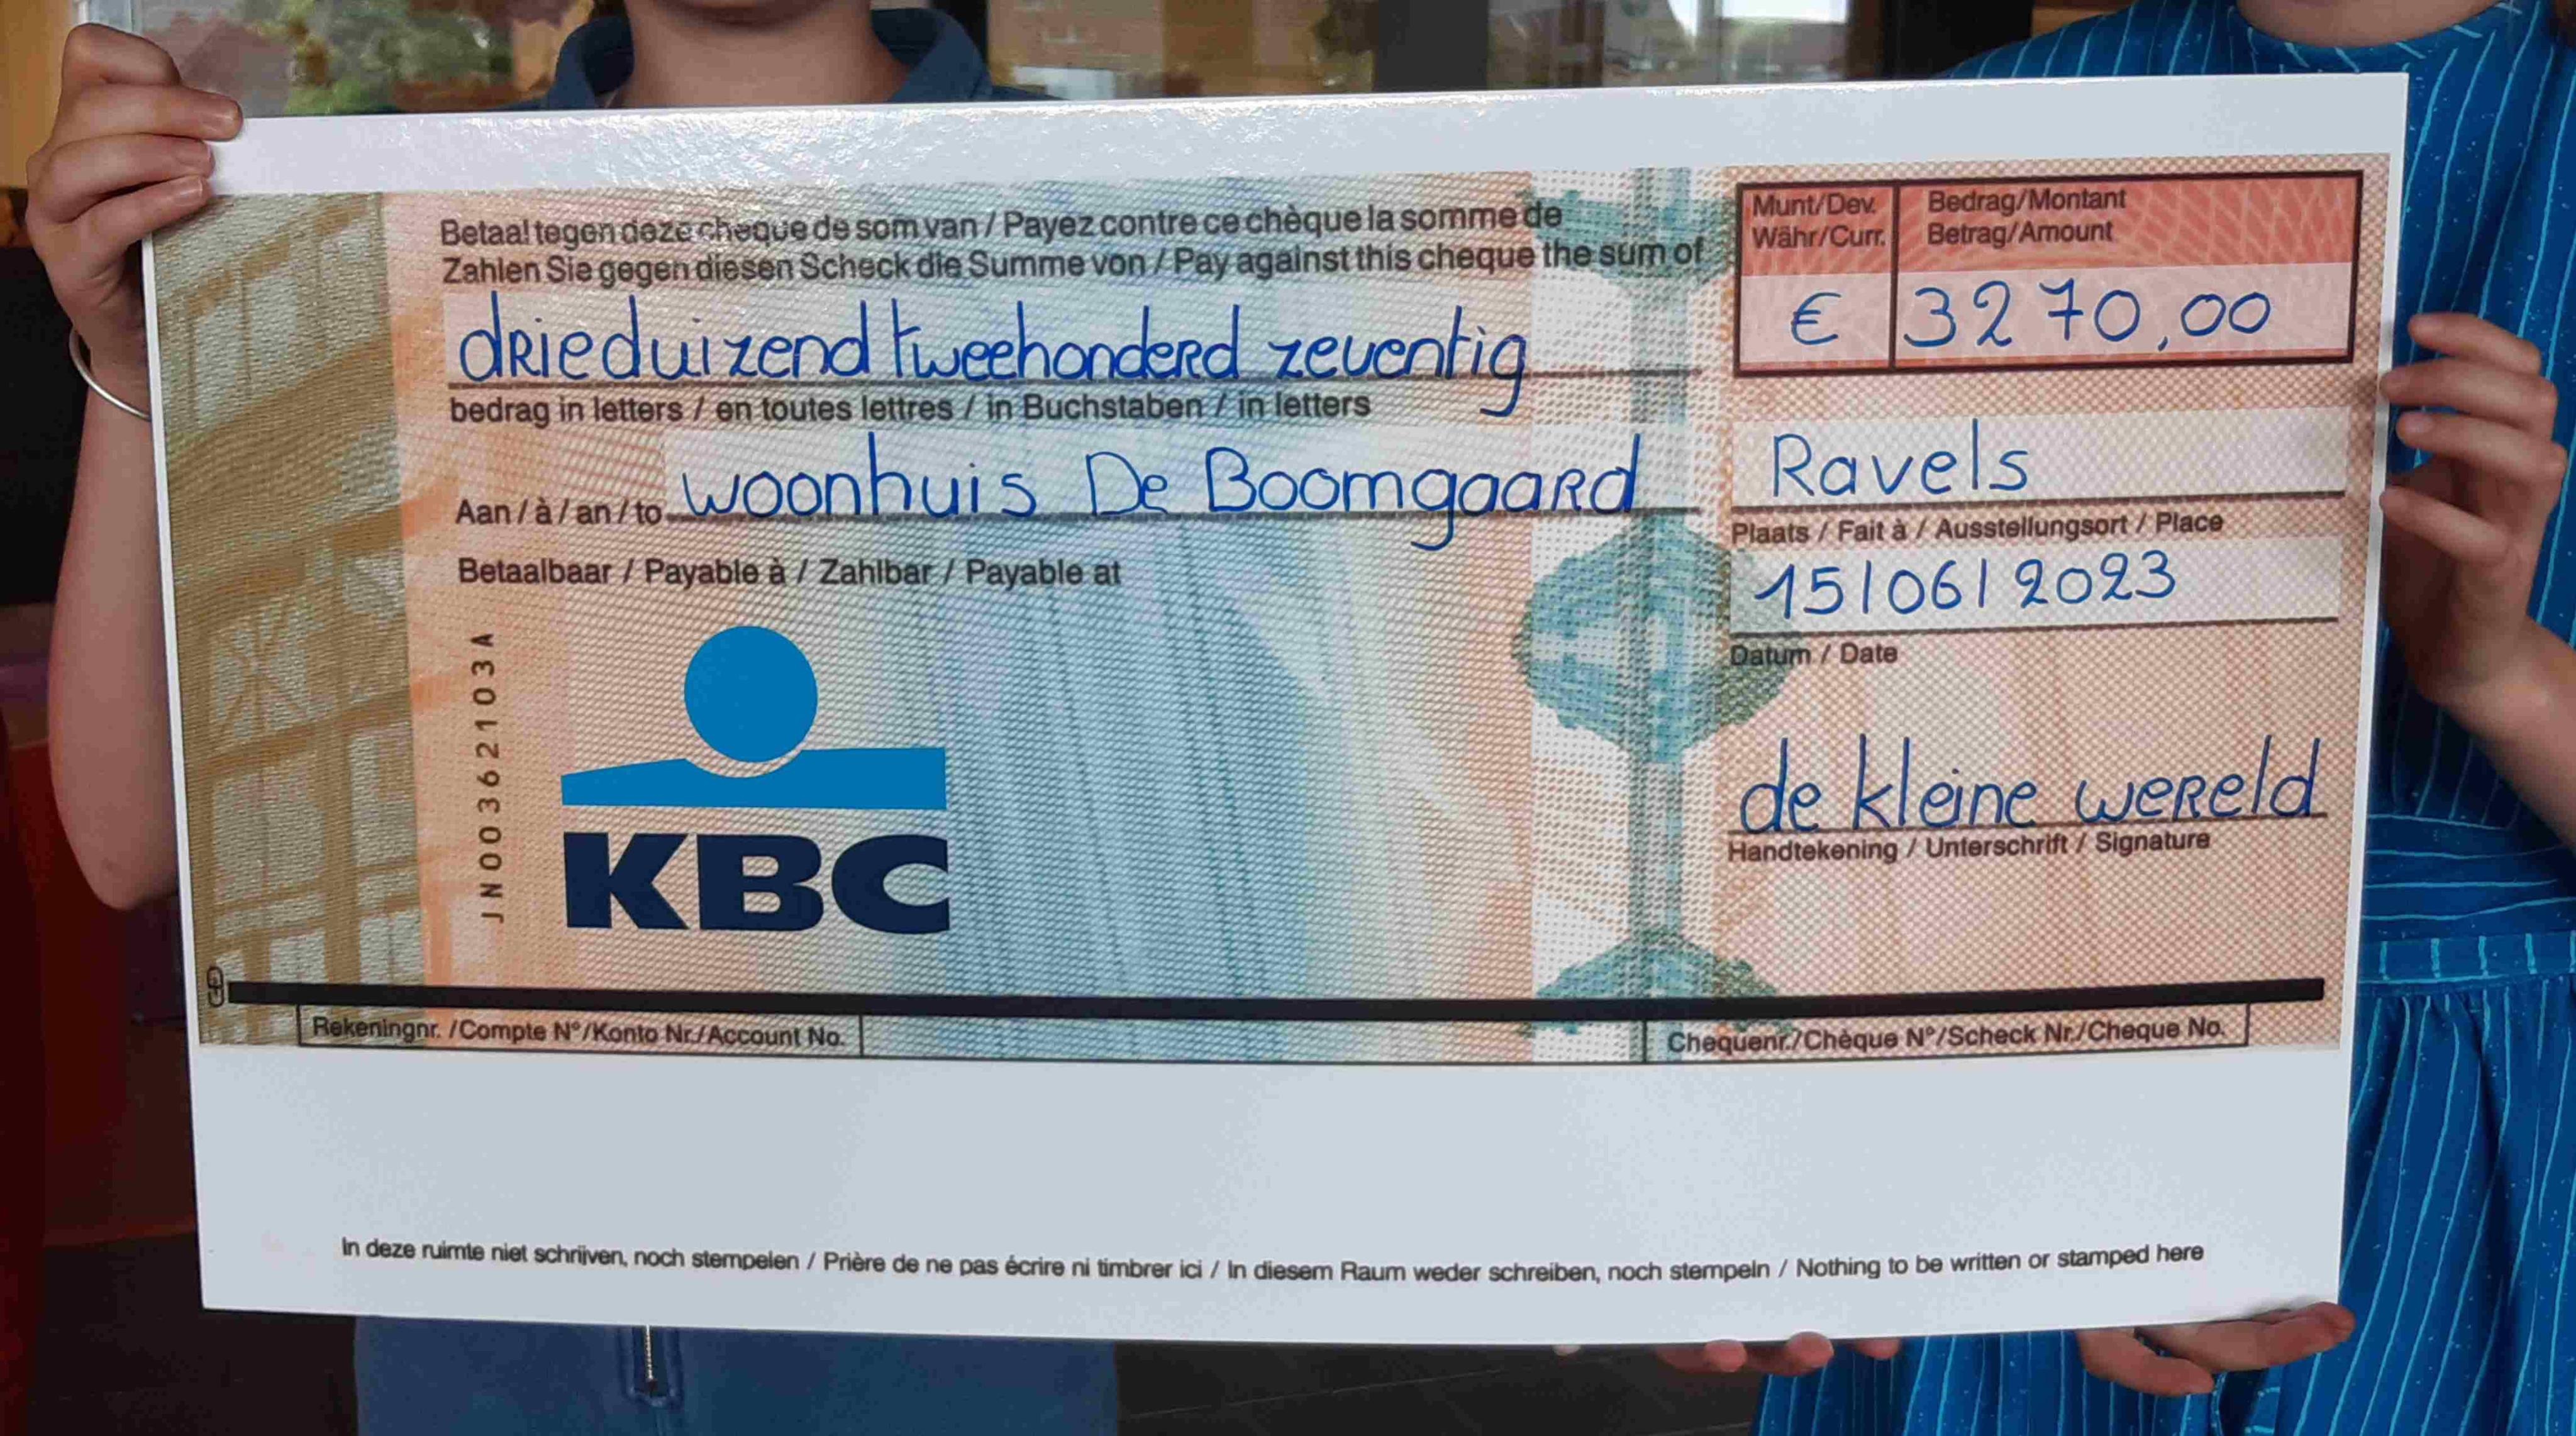 Betaal tegen deze cheque de som van / Payez contre ce chèque la somme de
Zahlen Sie gegen diesen Scheck die Summe von / Pay against this cheque the sum of
drieduizend tweehonderd zeventig
bedrag in letters / en toutes lettres / in Buchstaben / in letters
Aan / à / an / to woonhuis De Boomgaard
Betaalbaar / Payable à / Zahlbar / Payable at
JN00362103A
KBC
Munt/Dev. Bedrag/Montant
Währ/Curr. Betrag/Amount
€ 3270,00
Ravels
Plaats / Fait à / Ausstellungsort / Place
15/06/2023
Datum / Date
de kleine wereld
Handtekening / Unterschrift / Signature
Rekeningnr. /Compte N°/Konto Nr./Account No.
Chequenr./Chèque N°/Scheck Nr./Cheque No.
In deze ruimte niet schrijven, noch stempelen / Prière de ne pas écrire ni timbrer ici / In diesem Raum weder schreiben, noch stempeln / Nothing to be written or stamped here